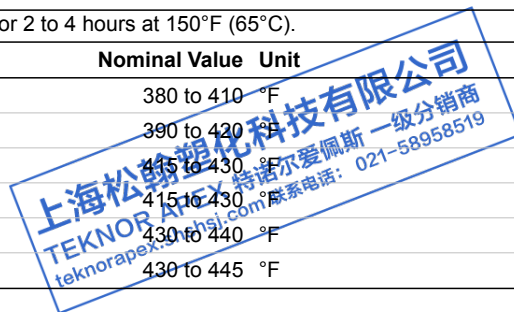 or 2 to 4 hours at 150°F (65°C).
Nominal Value Unit
380 to 410 °F
390 to 420 °F
415 to 430 °F
415 to 430 °F
430 to 440 °F
430 to 445 °F
上海松翰塑化科技有限公司
TEKNOR APEX 特诺尔爱佩斯 一级分销商
teknorapex.shshsj.com 联系电话: 021-58958519